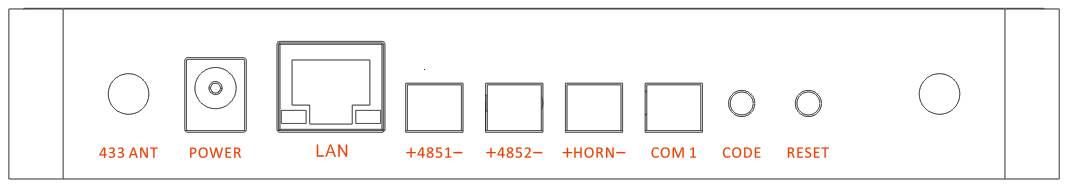 433 ANT POWER LAN +4851− +4852− +HORN− COM 1 CODE RESET